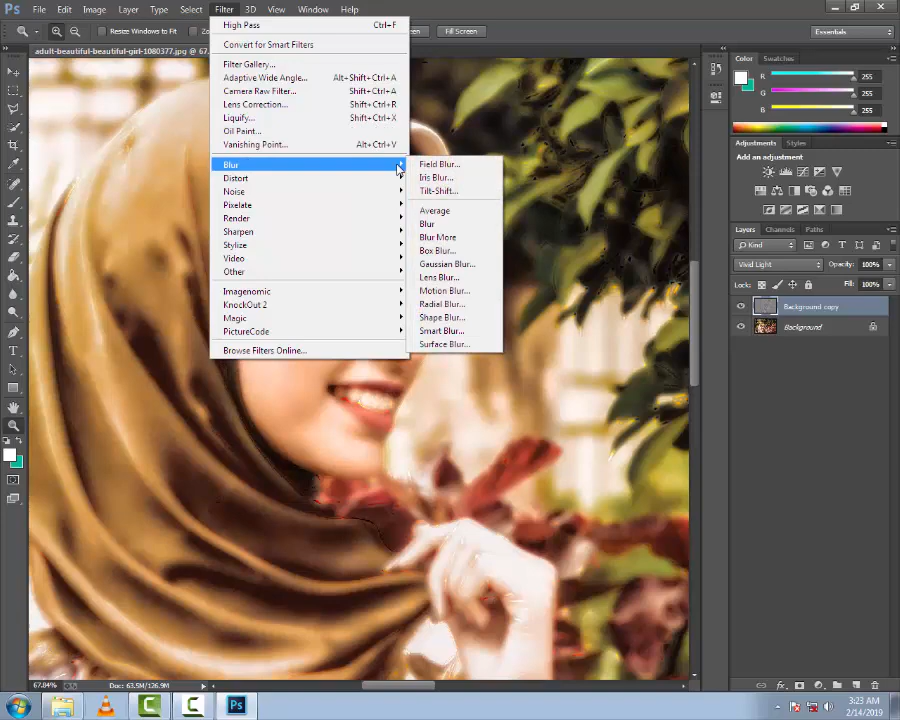 Ps File Edit Image Layer Type Select Filter 3D View Window Help
Resize Windows to Fit Fill Screen Essentials
adult-beautiful-beautiful-girl-1080377.jpg @ 67.
High Pass Ctrl+F
Convert for Smart Filters
Filter Gallery...
Adaptive Wide Angle... Alt+Shift+Ctrl+A
Camera Raw Filter... Shift+Ctrl+A
Lens Correction... Shift+Ctrl+R
Liquify... Shift+Ctrl+X
Oil Paint...
Vanishing Point... Alt+Ctrl+V
Blur
Distort
Noise
Pixelate
Render
Sharpen
Stylize
Video
Other
Imagenomic
KnockOut 2
Magic
PictureCode
Browse Filters Online...
Field Blur...
Iris Blur...
Tilt-Shift...
Average
Blur
Blur More
Box Blur...
Gaussian Blur...
Lens Blur...
Motion Blur...
Radial Blur...
Shape Blur...
Smart Blur...
Surface Blur...
Color Swatches
R 255
G 255
B 255
Adjustments Styles
Add an adjustment
Layers Channels Paths
Kind
Vivid Light Opacity: 100%
Lock: Fill: 100%
Background copy
Background
67.84% Doc: 63.5M/126.9M
Ps
3:23 AM
2/14/2019